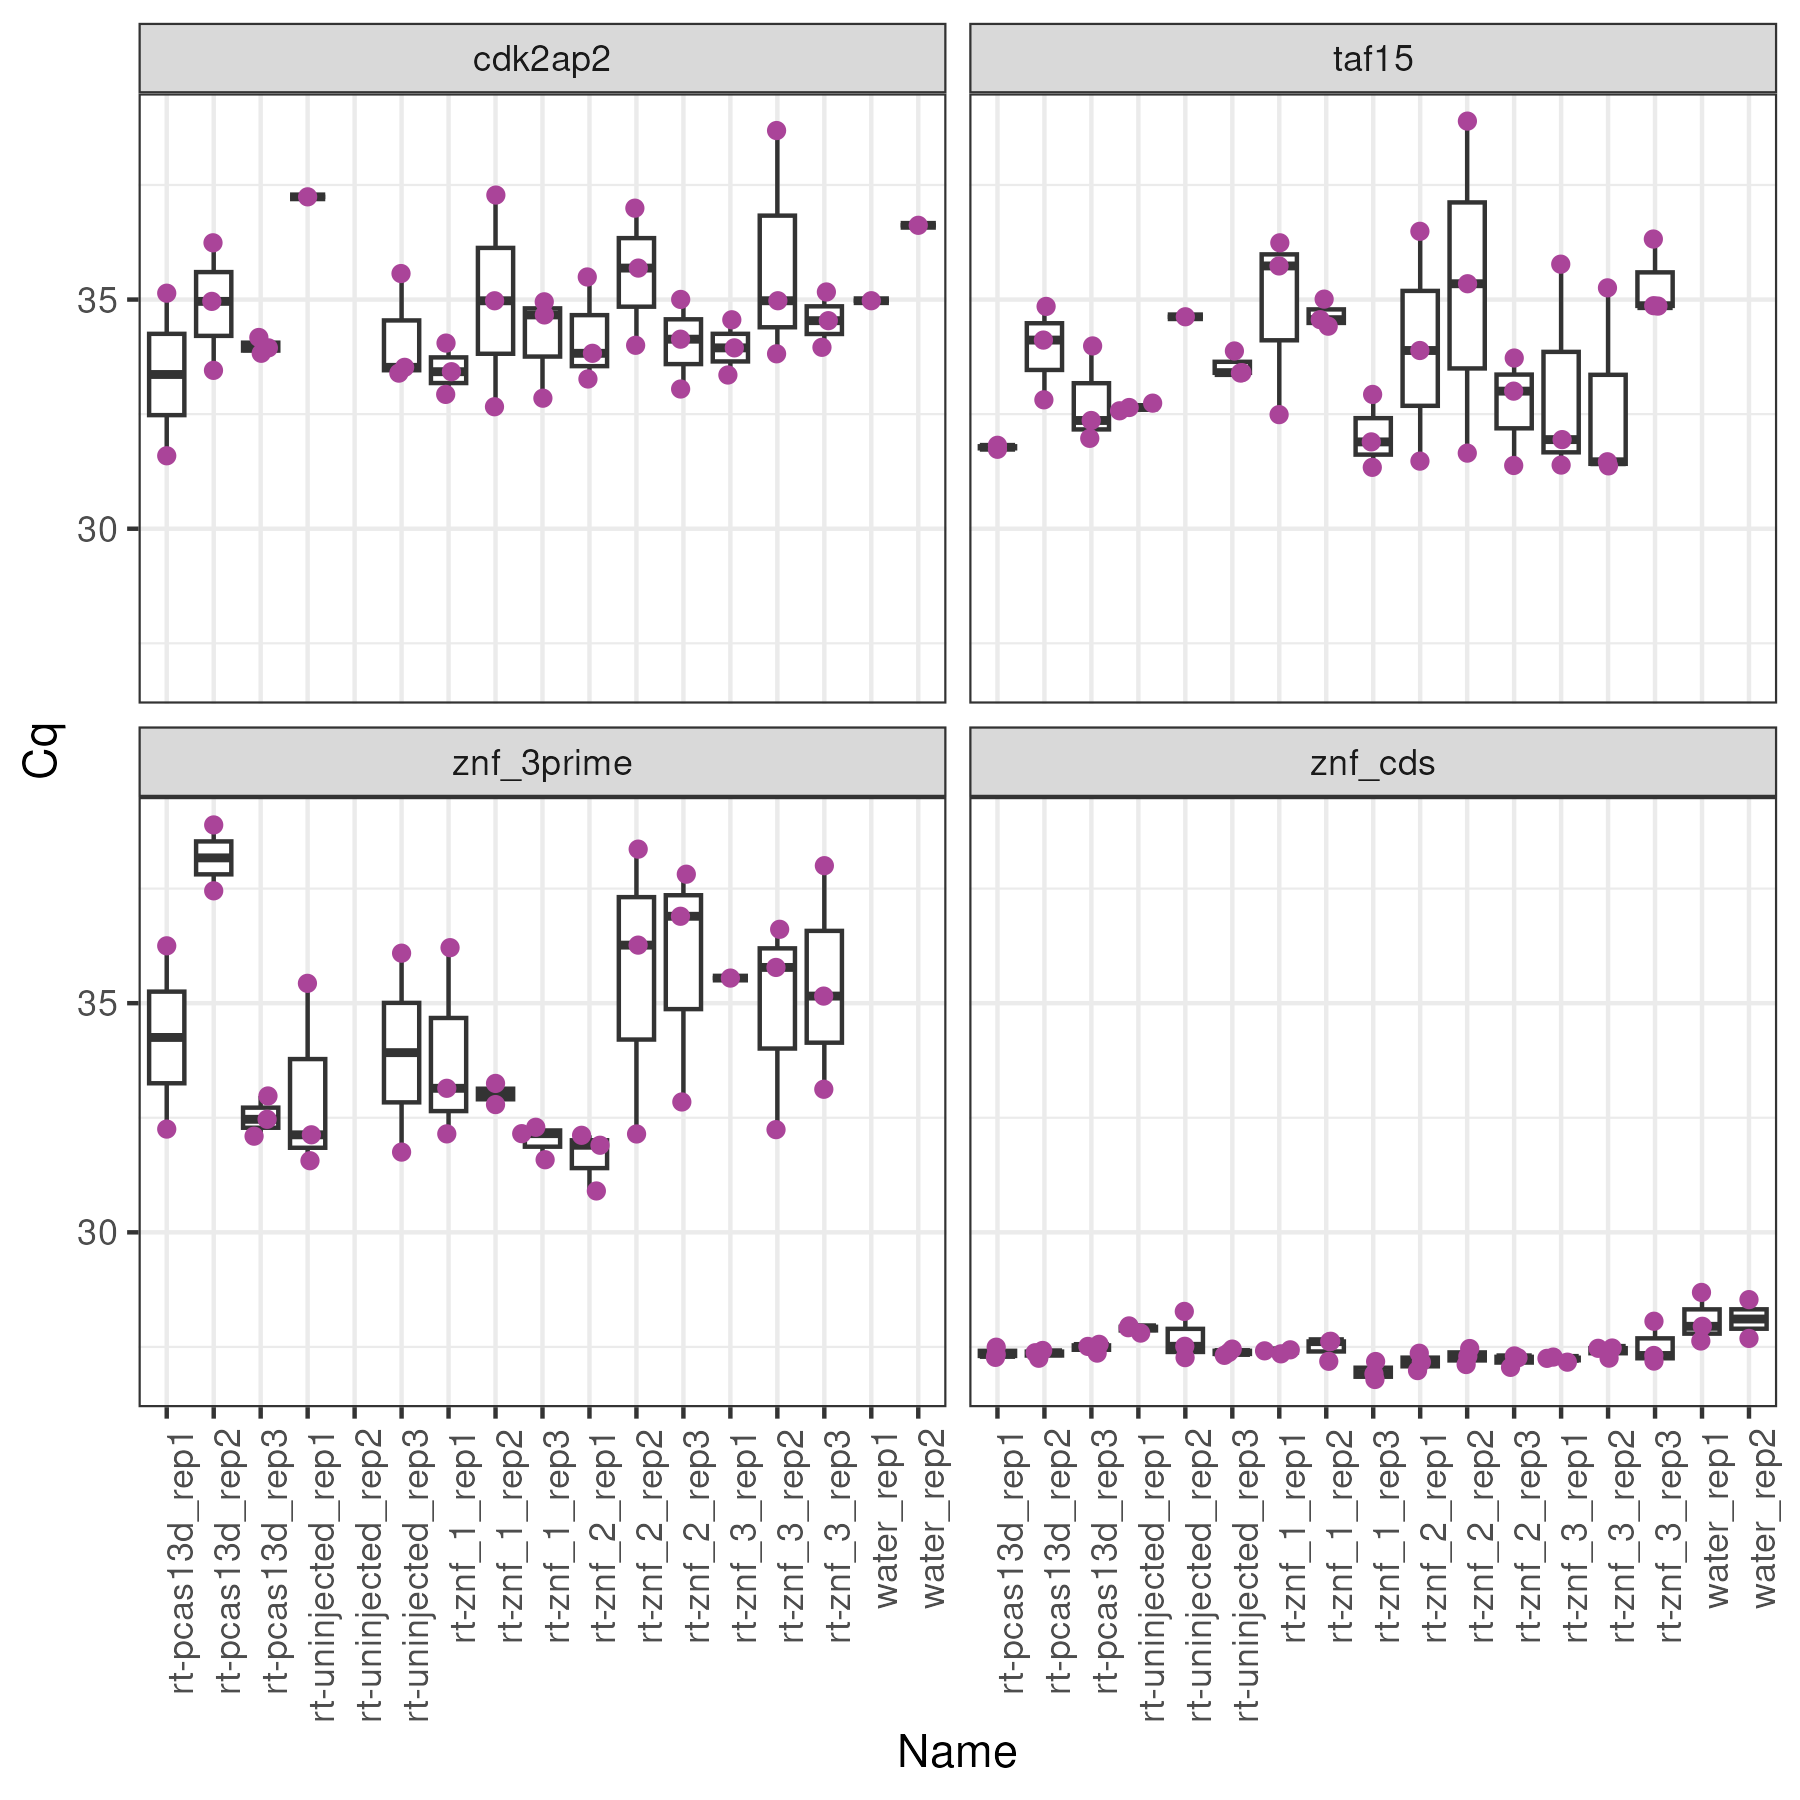 cdk2ap2
taf15
35
30
znf_3prime
znf_cds
35
30
Cq
rt-pcas13d_rep1
rt-pcas13d_rep2
rt-pcas13d_rep3
rt-uninjected_rep1
rt-uninjected_rep2
rt-uninjected_rep3
rt-znf_1_rep1
rt-znf_1_rep2
rt-znf_1_rep3
rt-znf_2_rep1
rt-znf_2_rep2
rt-znf_2_rep3
rt-znf_3_rep1
rt-znf_3_rep2
rt-znf_3_rep3
water_rep1
water_rep2
rt-pcas13d_rep1
rt-pcas13d_rep2
rt-pcas13d_rep3
rt-uninjected_rep1
rt-uninjected_rep2
rt-uninjected_rep3
rt-znf_1_rep1
rt-znf_1_rep2
rt-znf_1_rep3
rt-znf_2_rep1
rt-znf_2_rep2
rt-znf_2_rep3
rt-znf_3_rep1
rt-znf_3_rep2
rt-znf_3_rep3
water_rep1
water_rep2
Name